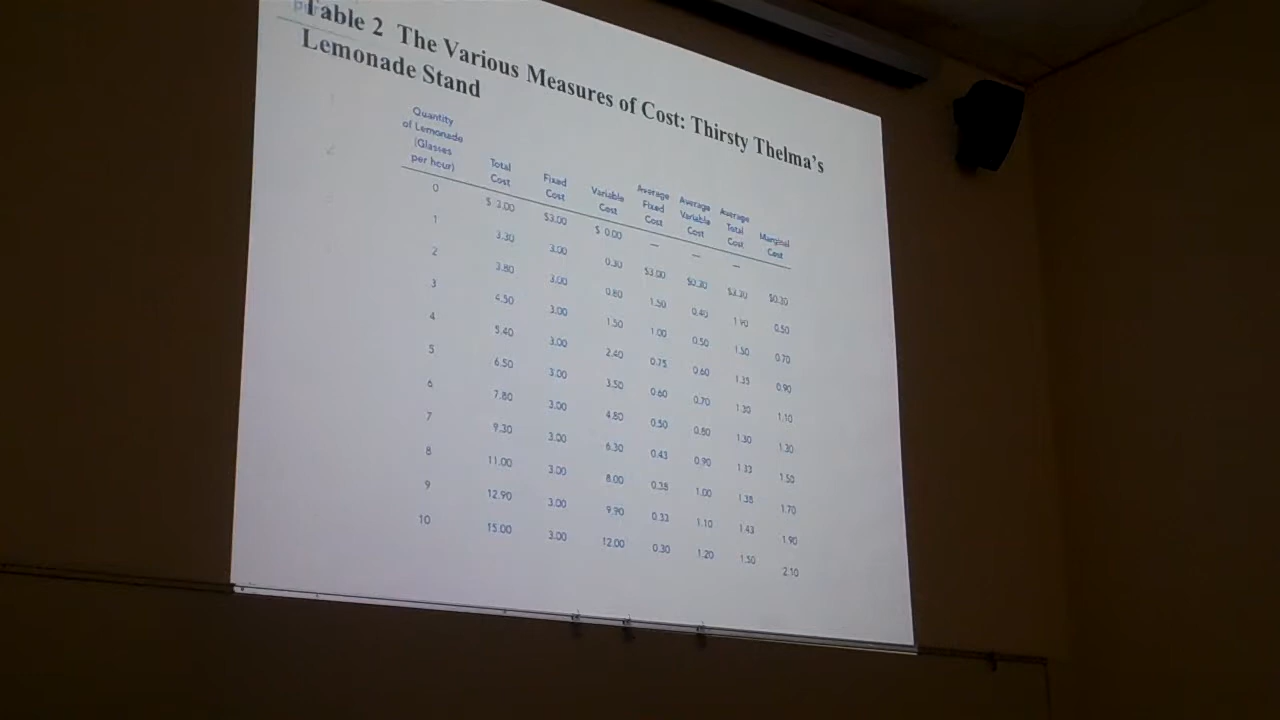 Table 2 The Various Measures of Cost: Thirsty Thelma's
Lemonade Stand
Quantity
of Lemonade
(Glasses
per hour)
Total
Cost
Fixed
Cost
Variable
Cost
Average
Fixed
Cost
Average
Variable
Cost
Average
Total
Cost
Marginal
Cost
0 $ 3.00 $3.00 $ 0.00 — — —
$0.30
1 3.30 3.00 0.30 $3.00 $0.30 $3.30
0.50
2 3.80 3.00 0.80 1.50 0.40 1.90
0.70
3 4.50 3.00 1.50 1.00 0.50 1.50
0.90
4 5.40 3.00 2.40 0.75 0.60 1.35
1.10
5 6.50 3.00 3.50 0.60 0.70 1.30
1.30
6 7.80 3.00 4.80 0.50 0.80 1.30
1.50
7 9.30 3.00 6.30 0.43 0.90 1.33
1.70
8 11.00 3.00 8.00 0.38 1.00 1.38
1.90
9 12.90 3.00 9.90 0.33 1.10 1.43
2.10
10 15.00 3.00 12.00 0.30 1.20 1.50